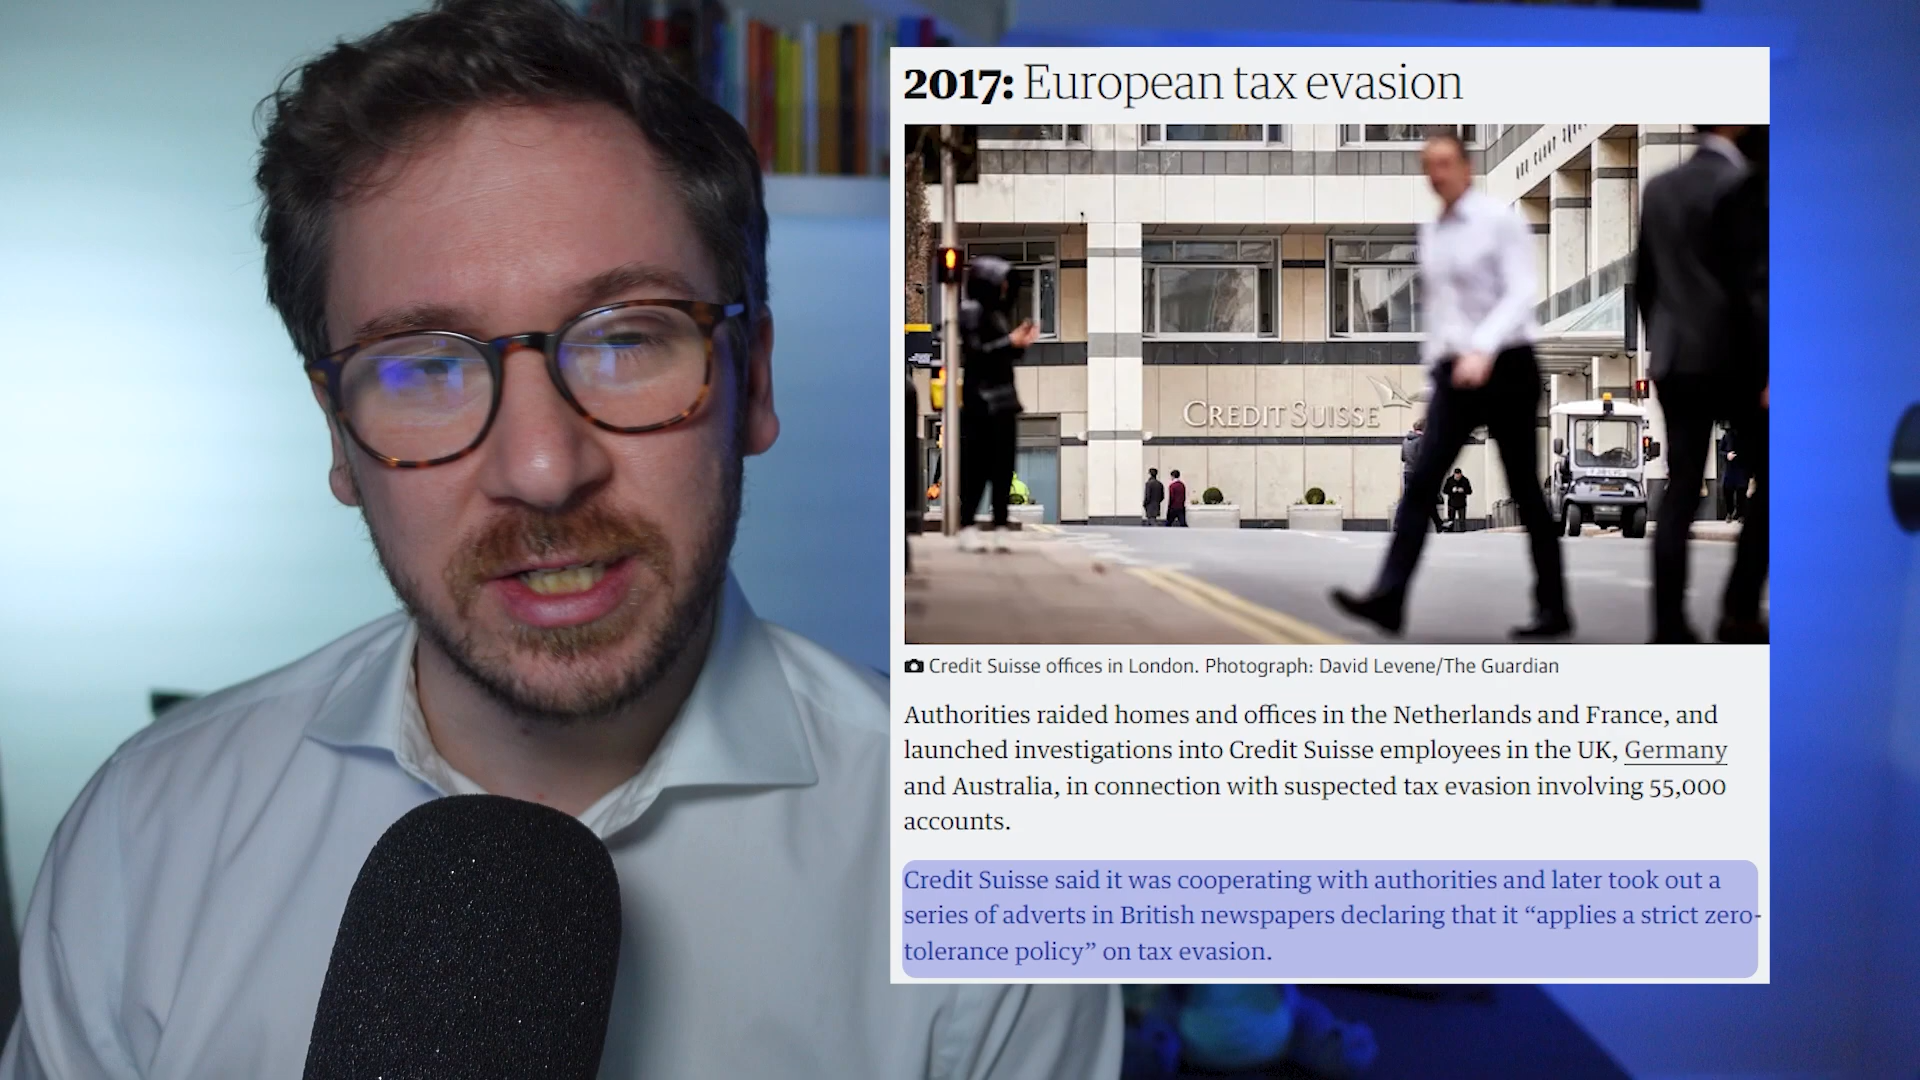 2017: European tax evasion
CREDIT SUISSE
Credit Suisse offices in London. Photograph: David Levene/The Guardian
Authorities raided homes and offices in the Netherlands and France, and
launched investigations into Credit Suisse employees in the UK, Germany
and Australia, in connection with suspected tax evasion involving 55,000
accounts.
Credit Suisse said it was cooperating with authorities and later took out a
series of adverts in British newspapers declaring that it “applies a strict zero-
tolerance policy” on tax evasion.